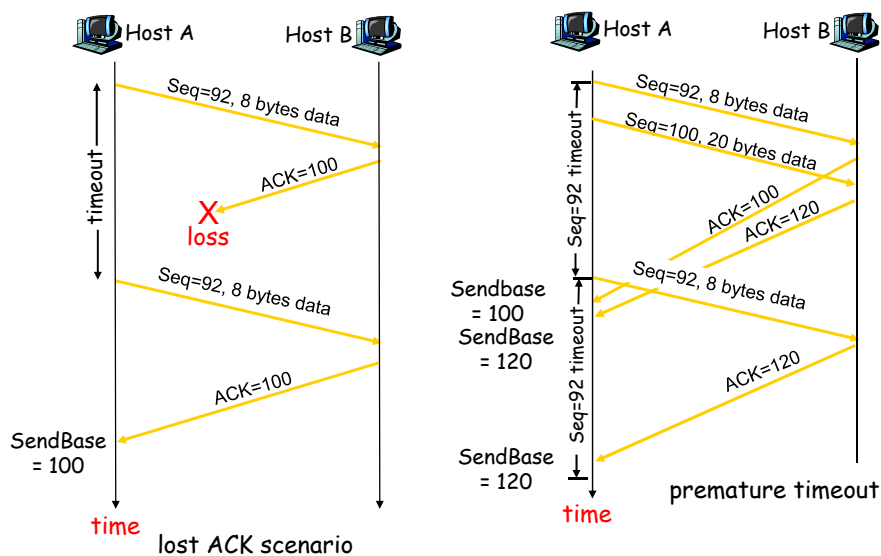 Host A
Host B
Seq=92, 8 bytes data
timeout
ACK=100
X
loss
Seq=92, 8 bytes data
ACK=100
SendBase
= 100
time
lost ACK scenario
Host A
Host B
Seq=92, 8 bytes data
Seq=100, 20 bytes data
Seq=92 timeout
ACK=100
ACK=120
Seq=92, 8 bytes data
Sendbase
= 100
SendBase
= 120
Seq=92 timeout
ACK=120
SendBase
= 120
time
premature timeout